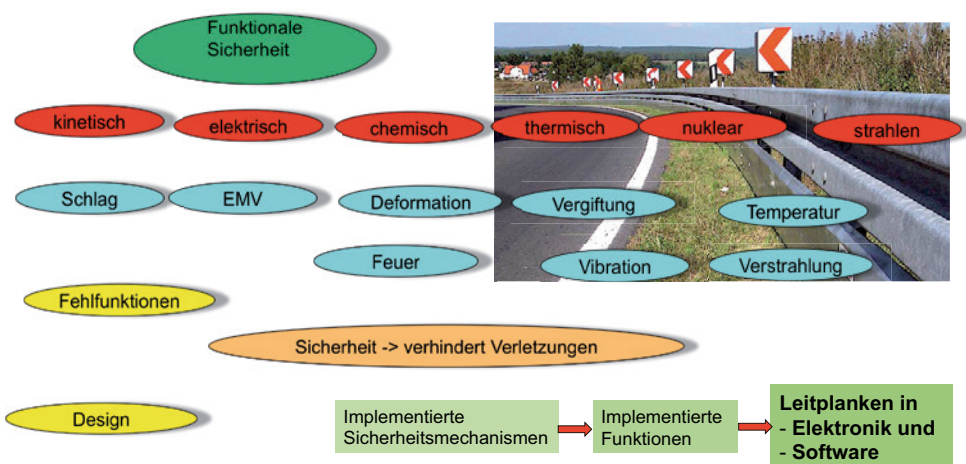 Funktionale
Sicherheit
kinetisch
elektrisch
chemisch
thermisch
nuklear
strahlen
Schlag
EMV
Deformation
Vergiftung
Temperatur
Feuer
Vibration
Verstrahlung
Fehlfunktionen
Sicherheit -> verhindert Verletzungen
Design
Implementierte
Sicherheitsmechanismen
Implementierte
Funktionen
Leitplanken in
- Elektronik und
- Software